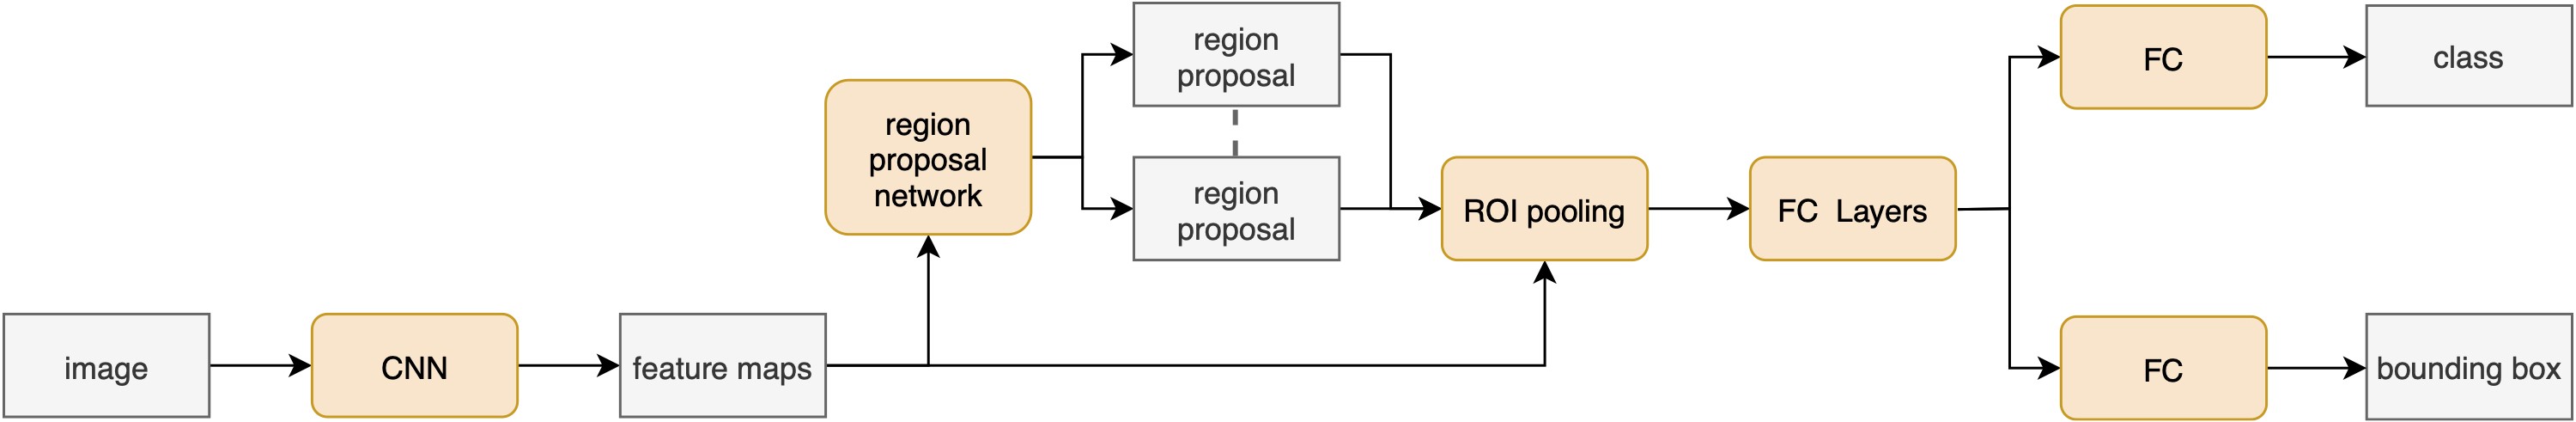 image
CNN
feature maps
region
proposal
network
region
proposal
region
proposal
ROI pooling
FC  Layers
FC
class
FC
bounding box